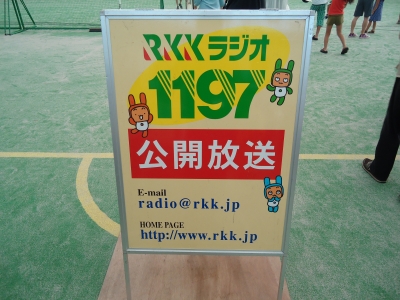 RKKラジオ
1197
公開放送
E-mail
radio@rkk.jp
HOME PAGE
http://www.rkk.jp